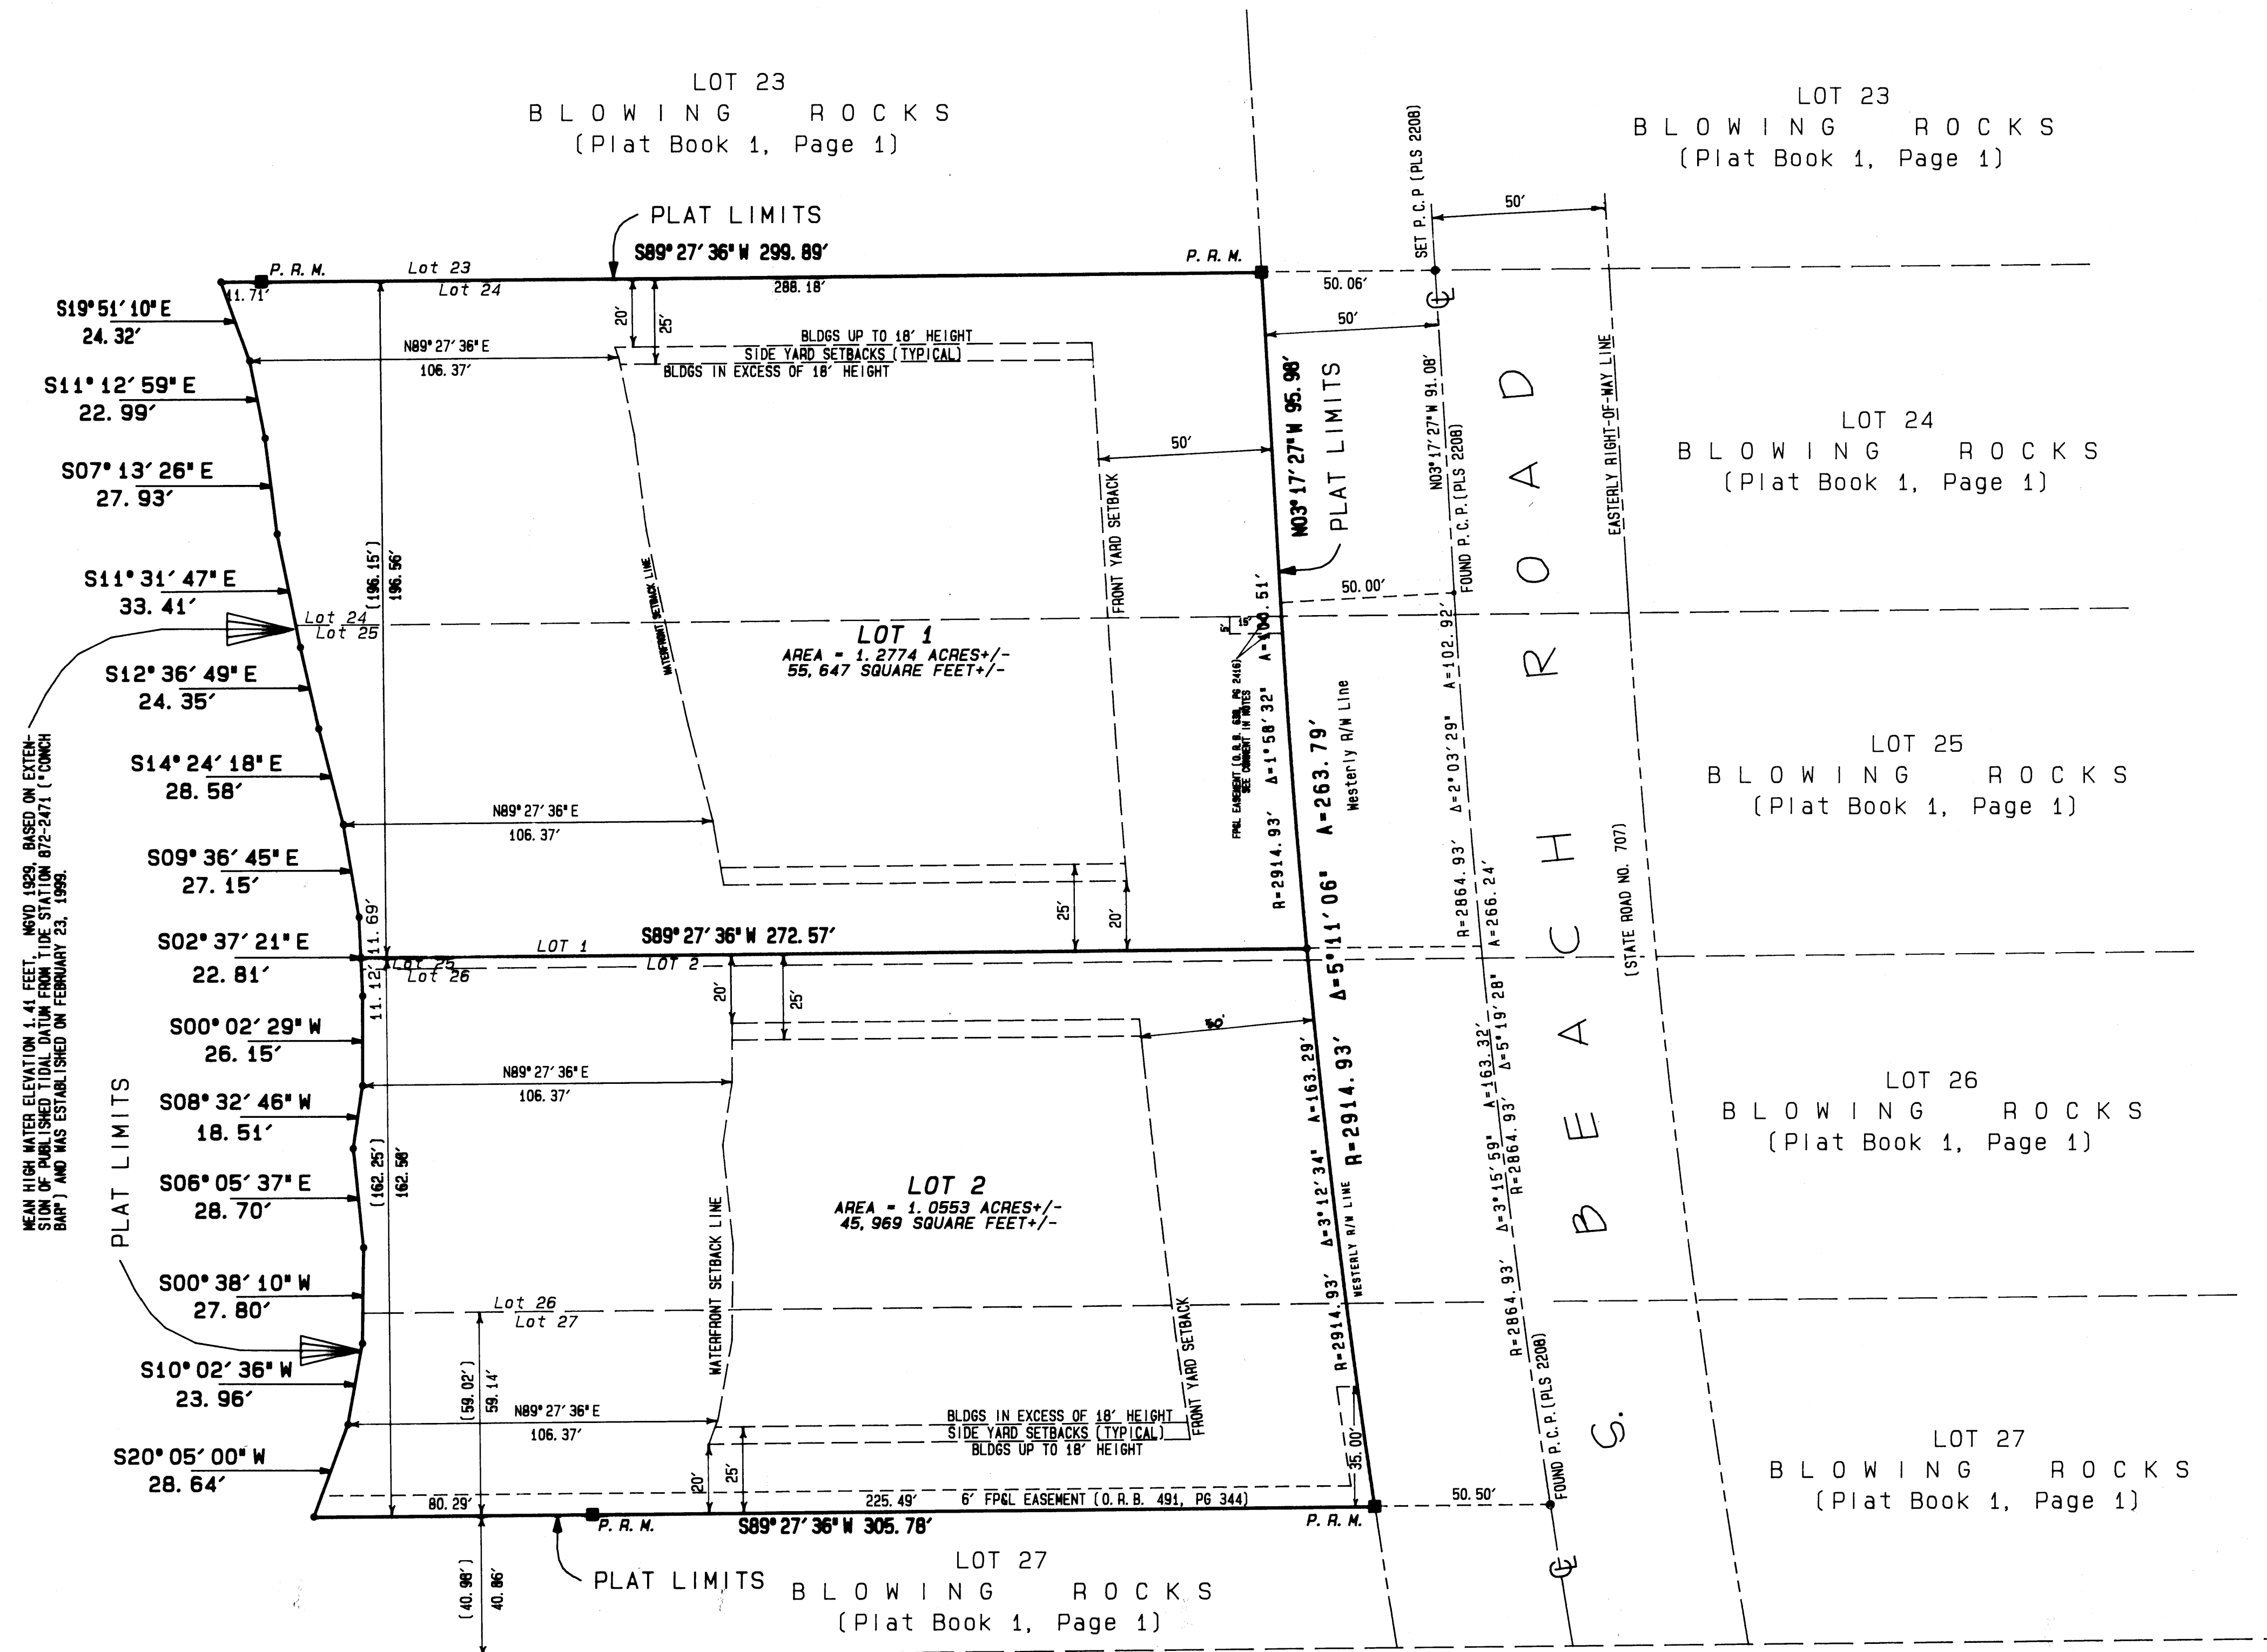 LOT 23
BLOWING ROCKS
(Plat Book 1, Page 1)
LOT 23
BLOWING ROCKS
(Plat Book 1, Page 1)
SET P.C.P (PLS 2208)
50'
PLAT LIMITS
S89°27'36"W 299.89'
P.R.M.
Lot 23
Lot 24
11.71'
288.18'
P.R.M.
50.06'
50'
S19°51'10"E
24.32'
S11°12'59"E
22.99'
S07°13'26"E
27.93'
S11°31'47"E
33.41'
S12°36'49"E
24.35'
S14°24'18"E
28.58'
S09°36'45"E
27.15'
S02°37'21"E
22.81'
S00°02'29"W
26.15'
S08°32'46"W
18.51'
S06°05'37"E
28.70'
S00°38'10"W
27.80'
S10°02'36"W
23.96'
S20°05'00"W
28.64'
MEAN HIGH WATER ELEVATION 1.41 FEET, NGVD 1929, BASED ON EXTEN-
SION OF PUBLISHED TIDAL DATUM FROM TIDE STATION 872-2471 ("CONCH
BAR") AND WAS ESTABLISHED ON FEBRUARY 23, 1999.
PLAT LIMITS
20'
25'
BLDGS UP TO 18' HEIGHT
SIDE YARD SETBACKS (TYPICAL)
BLDGS IN EXCESS OF 18' HEIGHT
N89°27'36"E
106.37'
50'
FRONT YARD SETBACK
(196.15')
196.56'
WATERFRONT SETBACK LINE
Lot 24
Lot 25
LOT 1
AREA = 1.2774 ACRES+/-
55,647 SQUARE FEET+/-
5'
15'
FP&L EASEMENT (O.R.B. 638, PG 2416)
SEE COMMENT IN NOTES
N03°17'27"W 95.98'
PLAT LIMITS
R=2914.93' Δ=1°58'32" A=100.51'
R=2914.93' Δ=5°11'06" A=263.79'
Westerly R/W Line
N03°17'27"W 91.08'
FOUND P.C.P. (PLS 2208)
50.00'
R=2864.93' Δ=2°03'29" A=102.92'
R=2864.93' Δ=5°19'28" A=266.24'
R=2864.93' Δ=3°15'59" A=163.32'
EASTERLY RIGHT-OF-WAY LINE
S. BEACH ROAD
(STATE ROAD NO. 707)
LOT 24
BLOWING ROCKS
(Plat Book 1, Page 1)
LOT 25
BLOWING ROCKS
(Plat Book 1, Page 1)
LOT 26
BLOWING ROCKS
(Plat Book 1, Page 1)
LOT 27
BLOWING ROCKS
(Plat Book 1, Page 1)
N89°27'36"E
106.37'
25'
20'
11.69'
11.12'
LOT 1
S89°27'36"W 272.57'
LOT 2
Lot 25
Lot 26
20'
25'
N89°27'36"E
106.37'
(162.25')
162.58'
WATERFRONT SETBACK LINE
LOT 2
AREA = 1.0553 ACRES+/-
45,969 SQUARE FEET+/-
R=2914.93' Δ=3°12'34" A=163.29'
WESTERLY R/W LINE
FRONT YARD SETBACK
Lot 26
Lot 27
(59.02')
59.14'
N89°27'36"E
106.37'
BLDGS IN EXCESS OF 18' HEIGHT
SIDE YARD SETBACKS (TYPICAL)
BLDGS UP TO 18' HEIGHT
20'
25'
35.00'
80.29'
225.49'
6' FP&L EASEMENT (O.R.B. 491, PG 344)
P.R.M.
S89°27'36"W 305.78'
P.R.M.
50.50'
FOUND P.C.P. (PLS 2208)
PLAT LIMITS
(40.98')
40.86'
LOT 27
BLOWING ROCKS
(Plat Book 1, Page 1)